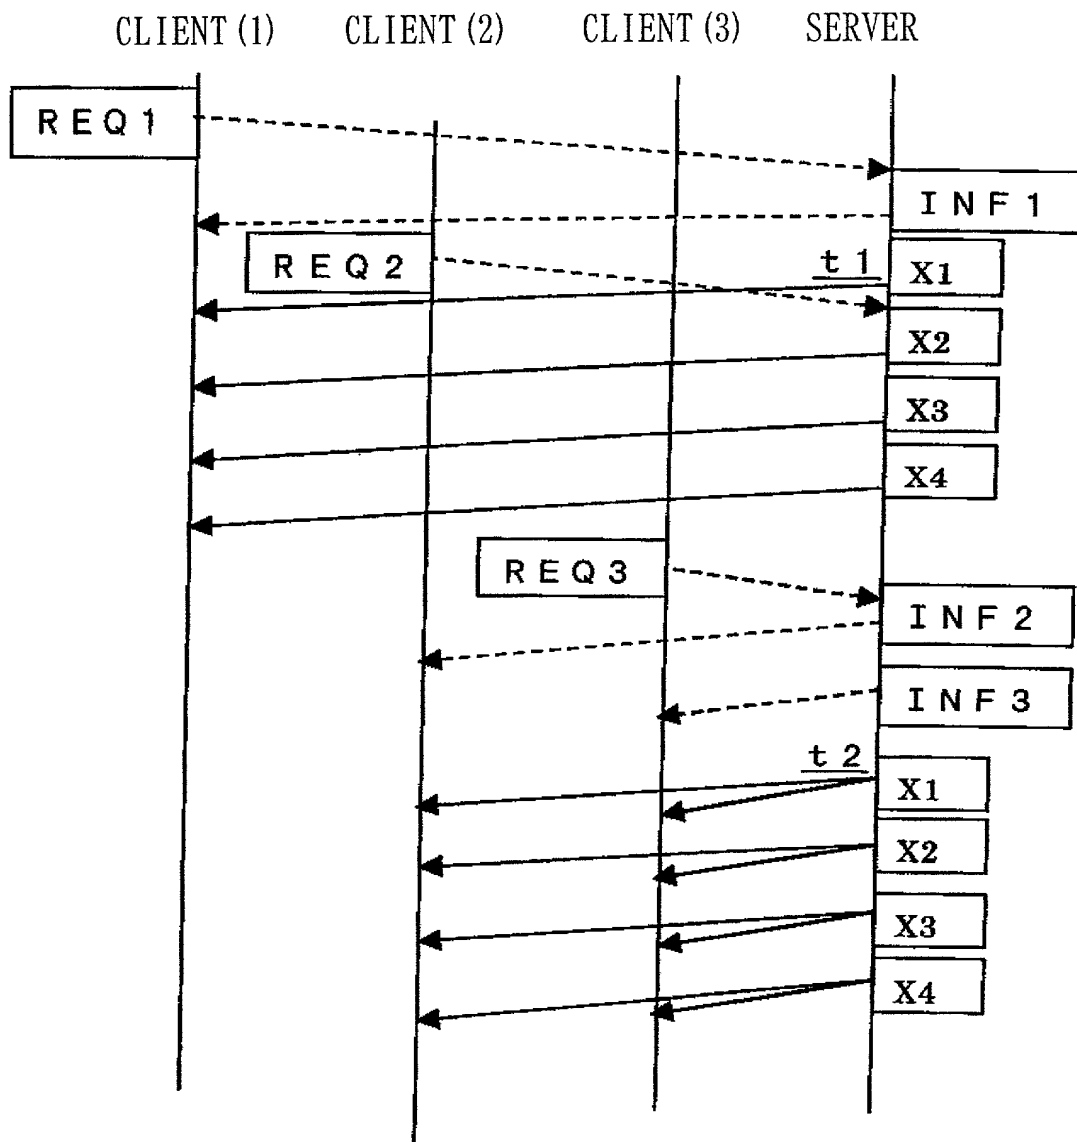 CLIENT(1) CLIENT(2) CLIENT(3) SERVER
REQ1
INF1
REQ2
t1
X1
X2
X3
X4
REQ3
INF2
INF3
t2
X1
X2
X3
X4